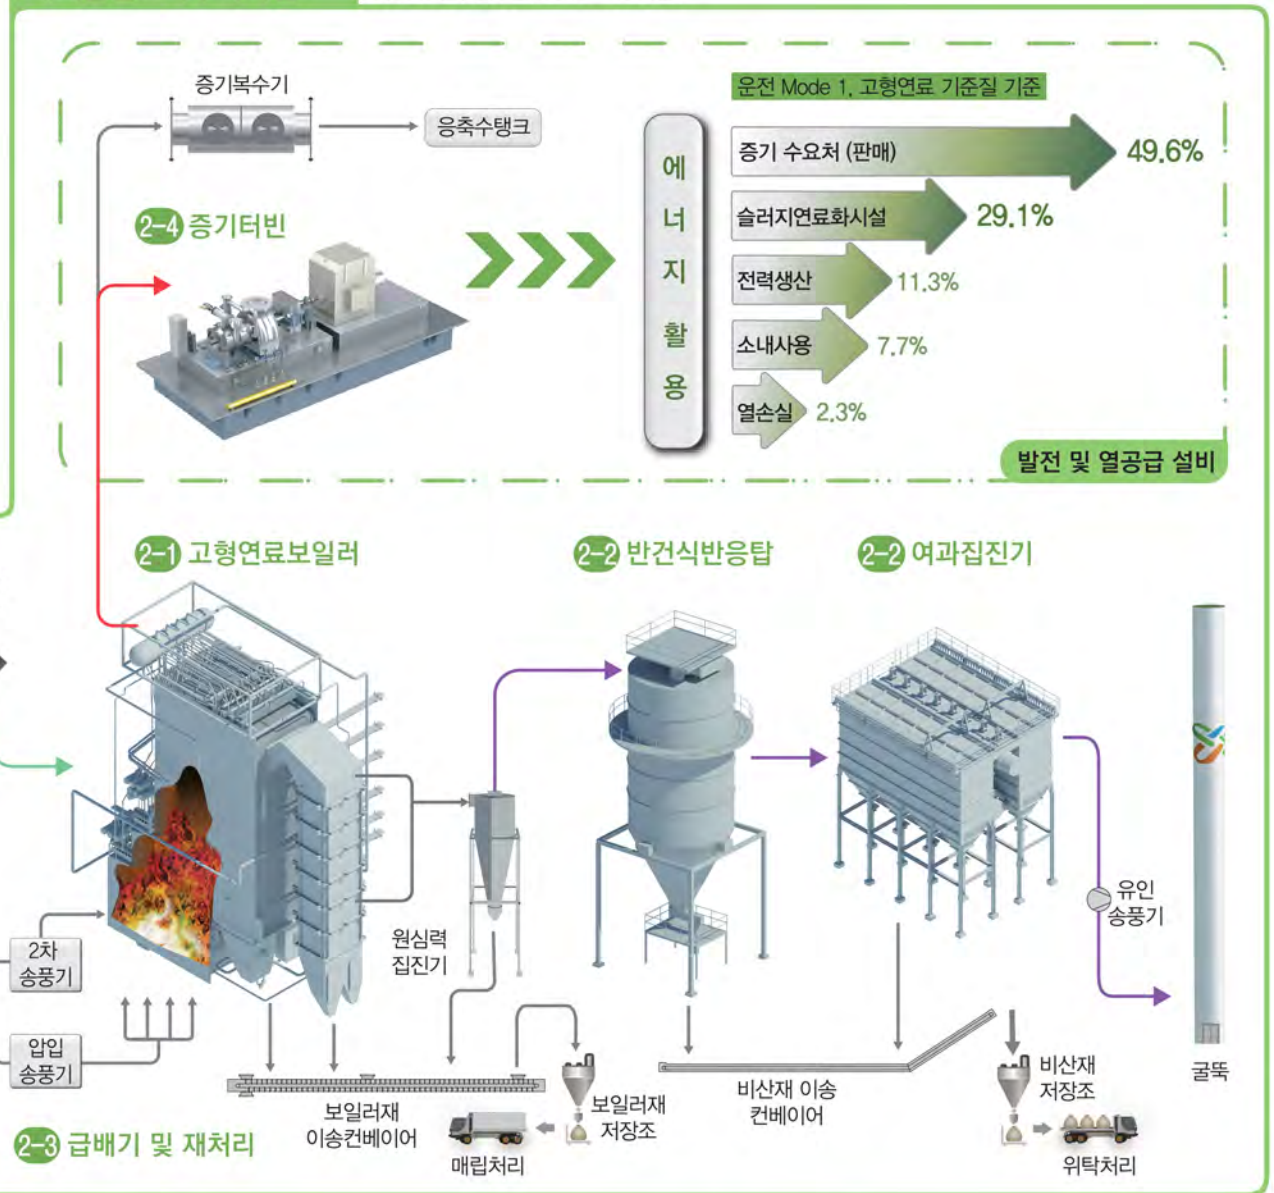 증기복수기
응축수탱크
2-4 증기터빈
에
너
지
활
용
운전 Mode 1, 고형연료 기준질 기준
증기 수요처 (판매)
49.6%
슬러지연료화시설
29.1%
전력생산
11.3%
소내사용
7.7%
열손실
2.3%
발전 및 열공급 설비
2-1 고형연료보일러
2-2 반건식반응탑
2-2 여과집진기
2차
송풍기
압입
송풍기
원심력
집진기
유인
송풍기
굴뚝
보일러재
이송컨베이어
보일러재
저장조
매립처리
비산재 이송
컨베이어
비산재
저장조
위탁처리
2-3 급배기 및 재처리